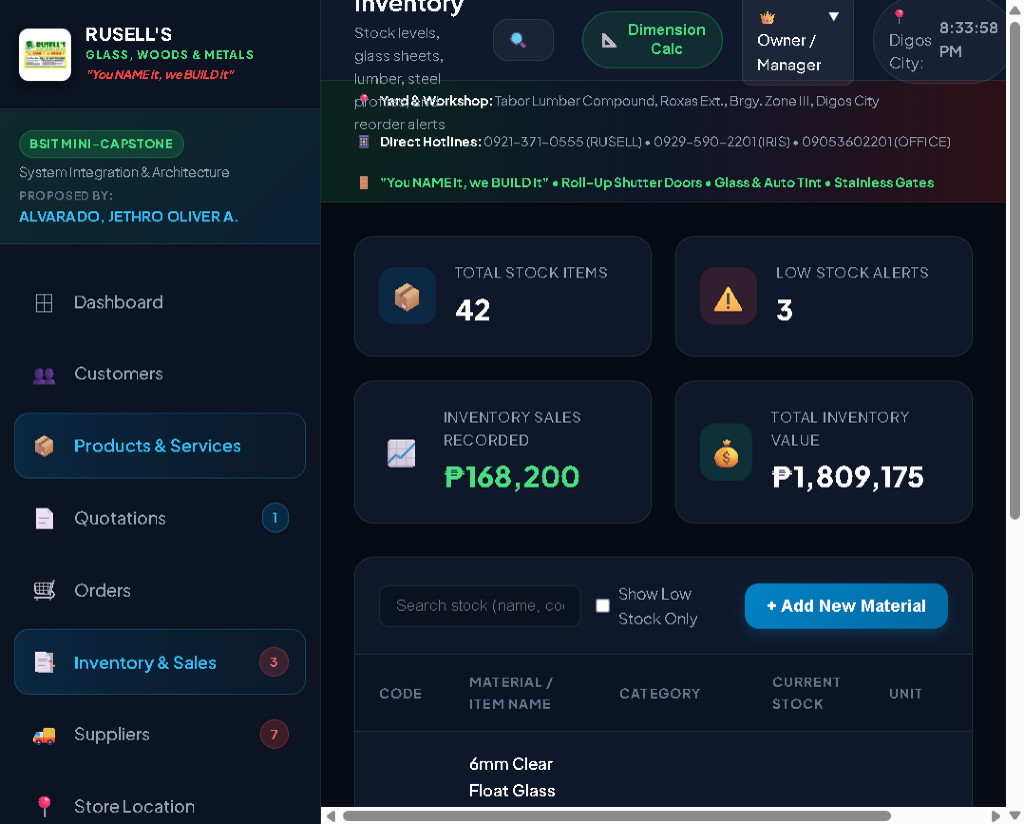 RUSELL'S
GLASS, WOODS & METALS
"You NAME It, we BUILD It"
BSIT MINI-CAPSTONE
System Integration & Architecture
PROPOSED BY:
ALVARADO, JETHRO OLIVER A.
Dashboard
Customers
Products & Services
Quotations 1
Orders
Inventory & Sales 3
Suppliers 7
Store Location
Inventory
Stock levels,
glass sheets,
lumber, steel
reorder alerts
Dimension
Calc
Owner /
Manager
Digos
City:
8:33:58
PM
Yard & Workshop: Tabor Lumber Compound, Roxas Ext., Brgy. Zone III, Digos City
Direct Hotlines: 0921-371-0555 (RUSELL) • 0929-590-2201 (IRIS) • 09053602201 (OFFICE)
"You NAME It, we BUILD It" • Roll-Up Shutter Doors • Glass & Auto Tint • Stainless Gates
TOTAL STOCK ITEMS
42
LOW STOCK ALERTS
3
INVENTORY SALES
RECORDED
₱168,200
TOTAL INVENTORY
VALUE
₱1,809,175
Search stock (name, co
Show Low
Stock Only
+ Add New Material
CODE
MATERIAL /
ITEM NAME
CATEGORY
CURRENT
STOCK
UNIT
6mm Clear
Float Glass